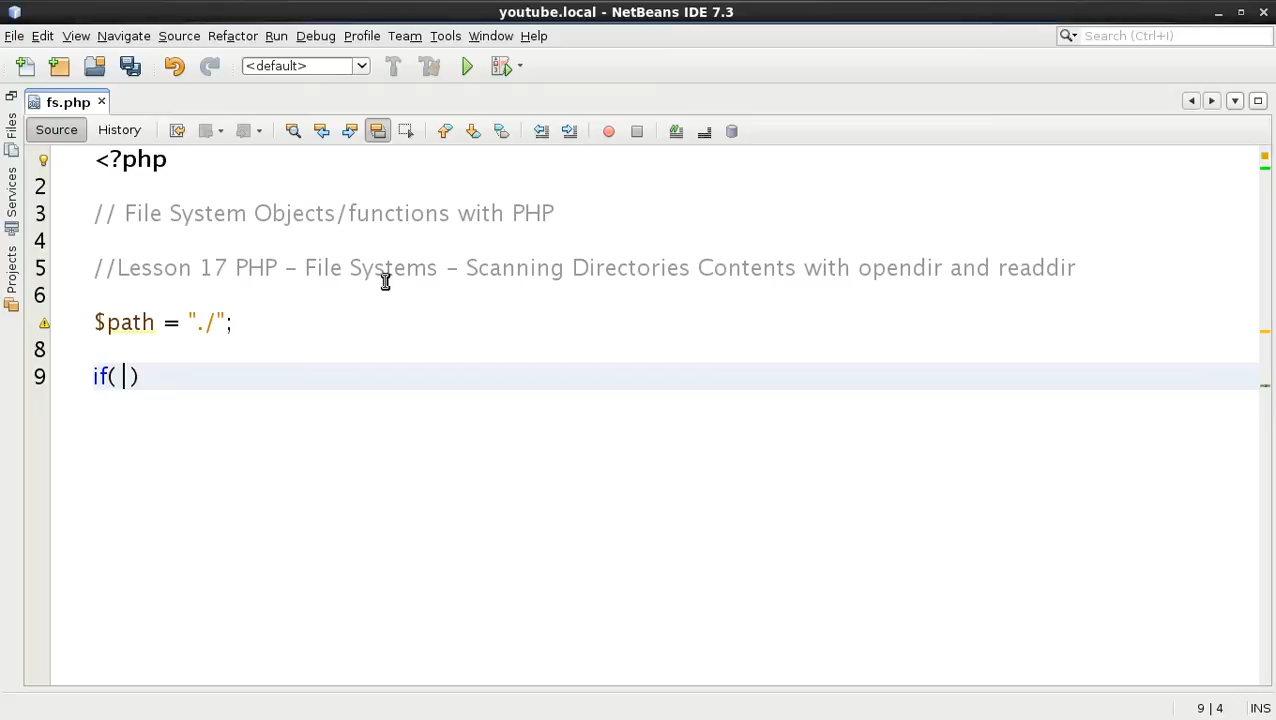 youtube.local - NetBeans IDE 7.3
File Edit View Navigate Source Refactor Run Debug Profile Team Tools Window Help
Search (Ctrl+I)
<default>
fs.php
Source History
Files
Services
Projects
<?php
2
3 // File System Objects/functions with PHP
4
5 //Lesson 17 PHP – File Systems – Scanning Directories Contents with opendir and readdir
6
$path = "./";
8
9 if( )
9 | 4 INS